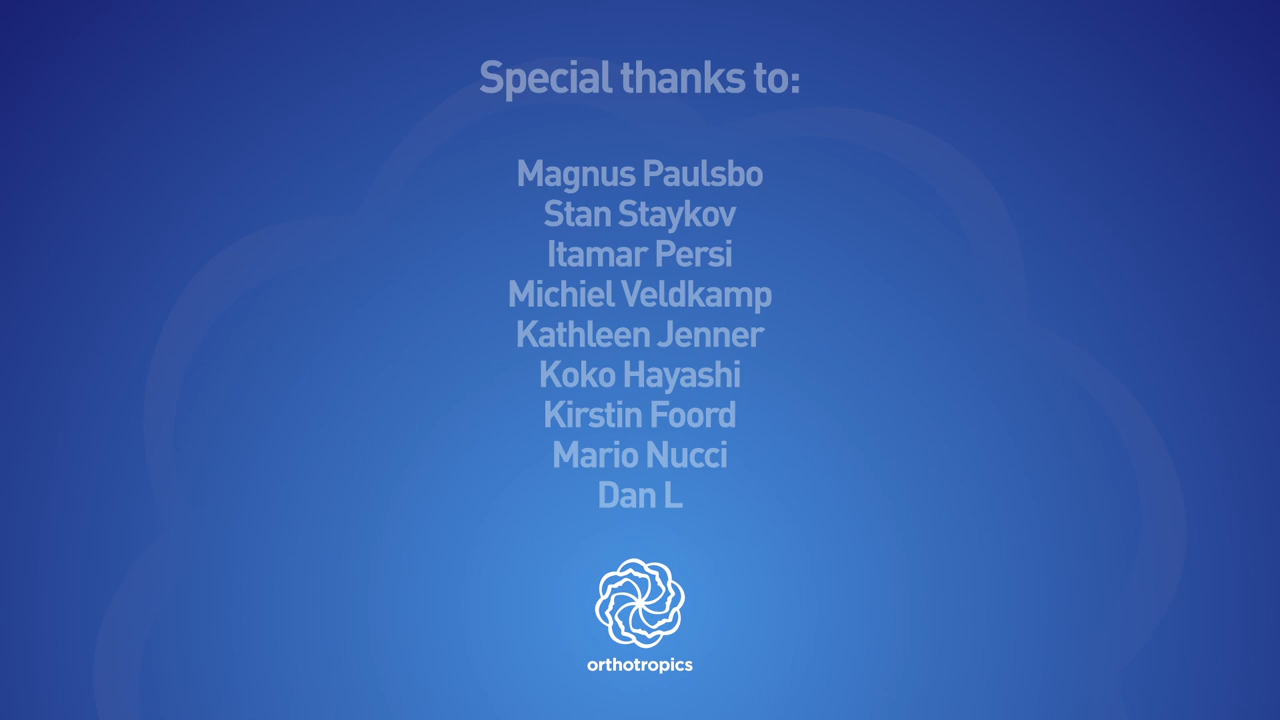 Special thanks to:
Magnus Paulsbo
Stan Staykov
Itamar Persi
Michiel Veldkamp
Kathleen Jenner
Koko Hayashi
Kirstin Foord
Mario Nucci
Dan L
orthotropics